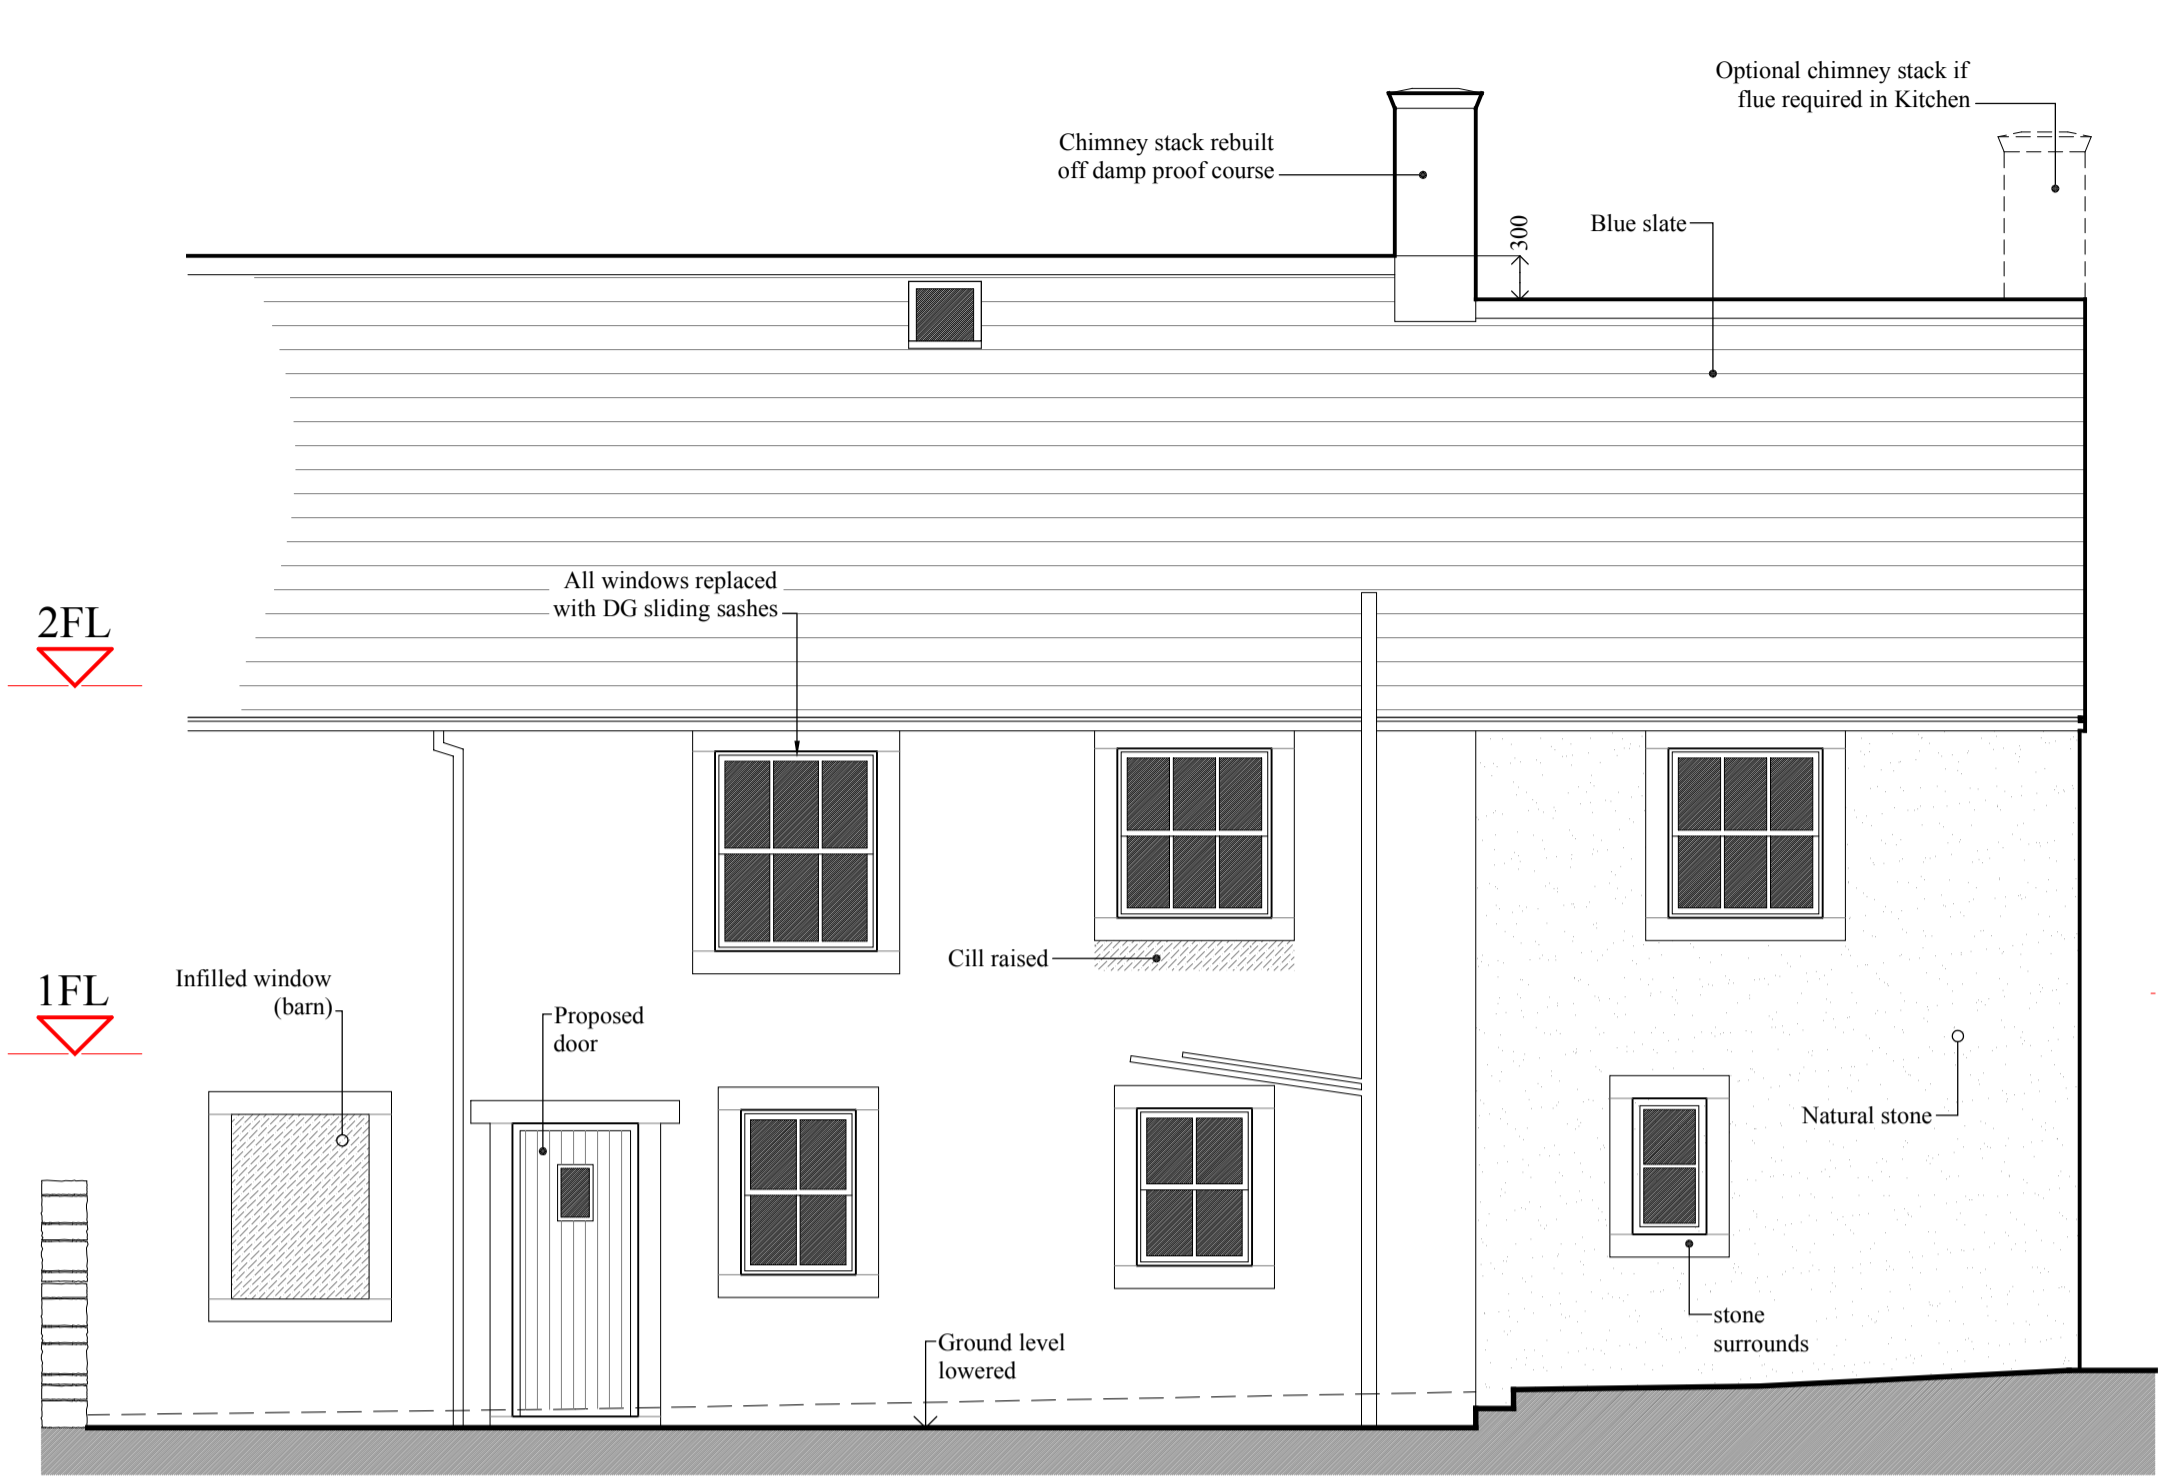 Optional chimney stack if
flue required in Kitchen
Chimney stack rebuilt
off damp proof course
300
Blue slate
All windows replaced
with DG sliding sashes
2FL
Cill raised
Infilled window
(barn)
1FL
Proposed
door
Natural stone
stone
surrounds
Ground level
lowered